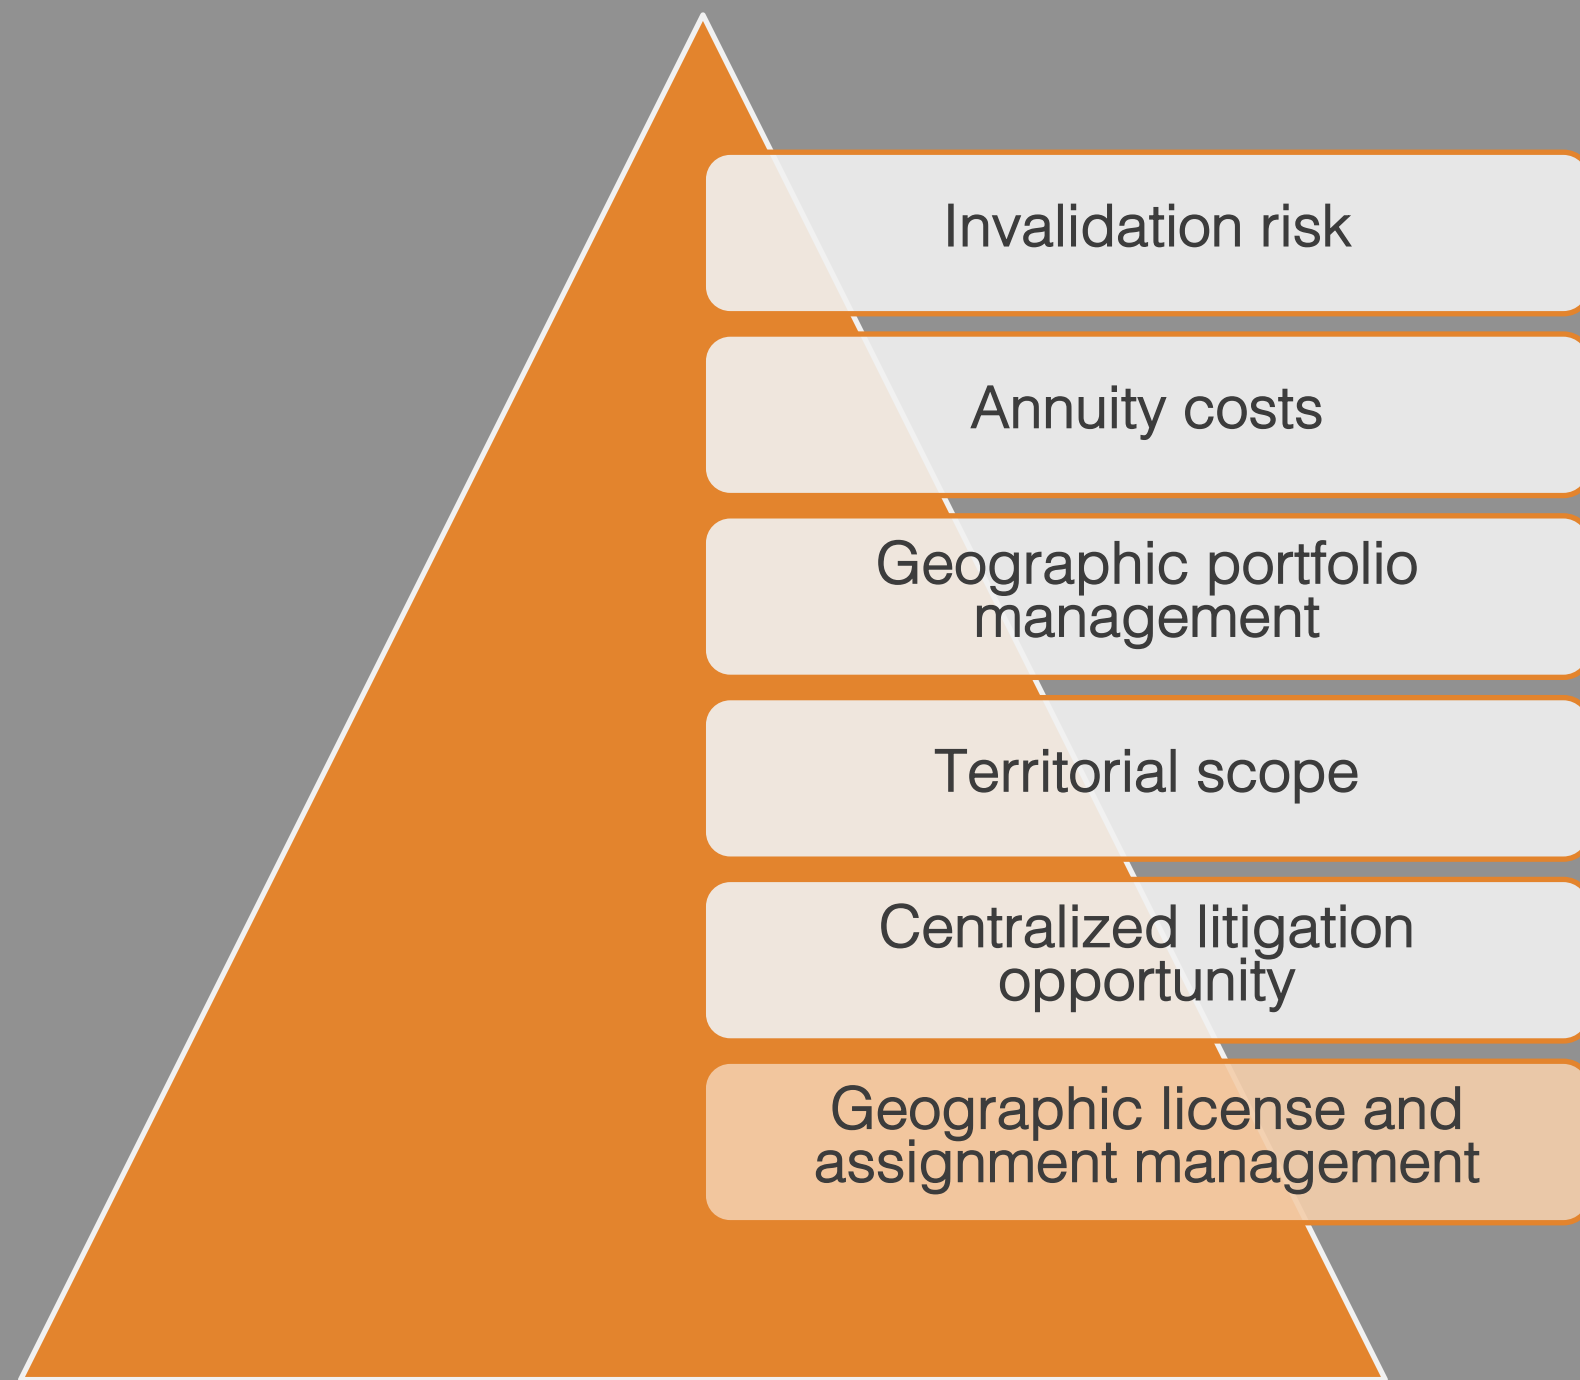 Invalidation risk
Annuity costs
Geographic portfolio
management
Territorial scope
Centralized litigation
opportunity
Geographic license and
assignment management